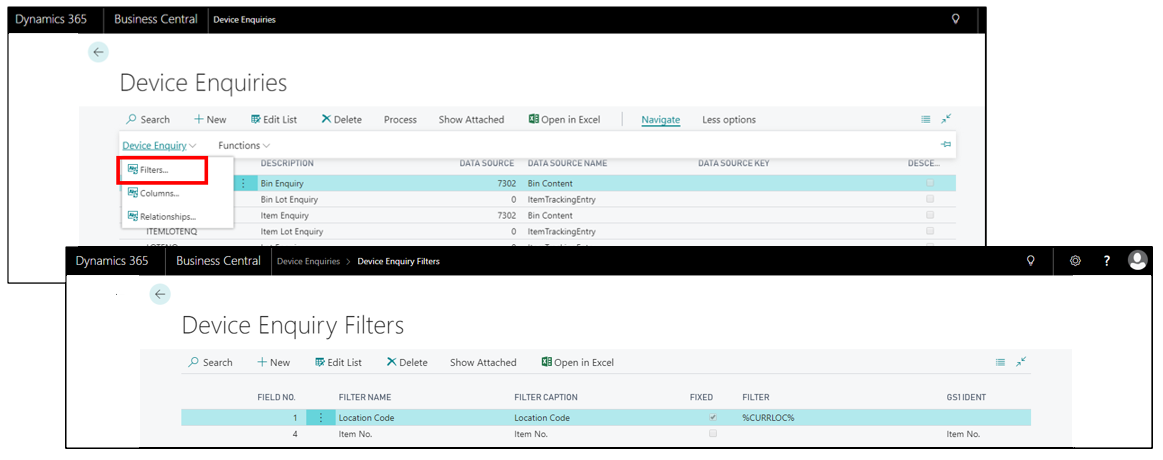 Dynamics 365 Business Central Device Enquiries
Device Enquiries
Search New Edit List Delete Process Show Attached Open in Excel Navigate Less options
Device Enquiry Functions
DESCRIPTION DATA SOURCE DATA SOURCE NAME DATA SOURCE KEY DESCE...
Filters...
Bin Enquiry 7302 Bin Content
Columns...
Bin Lot Enquiry 0 ItemTrackingEntry
Relationships...
Item Enquiry 7302 Bin Content
ITEMLOTENQ Item Lot Enquiry 0 ItemTrackingEntry
Dynamics 365 Business Central Device Enquiries > Device Enquiry Filters ?
Device Enquiry Filters
Search New Edit List Delete Show Attached Open in Excel
FIELD NO. FILTER NAME FILTER CAPTION FIXED FILTER GS1 IDENT
1 Location Code Location Code %CURRLOC%
4 Item No. Item No. Item No.